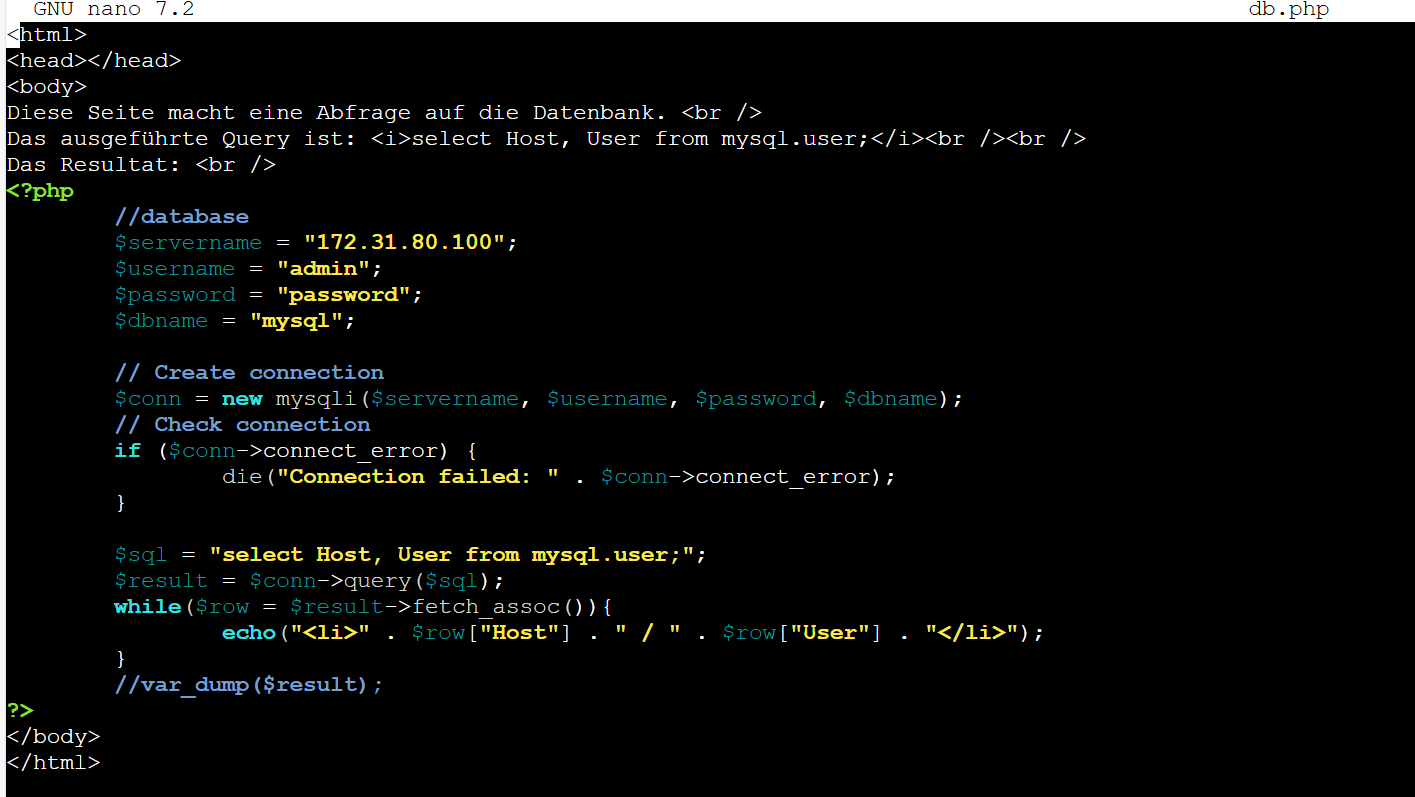 GNU nano 7.2 db.php
<html>
<head></head>
<body>
Diese Seite macht eine Abfrage auf die Datenbank. <br />
Das ausgeführte Query ist: <i>select Host, User from mysql.user;</i><br /><br />
Das Resultat: <br />
<?php
        //database
        $servername = "172.31.80.100";
        $username = "admin";
        $password = "password";
        $dbname = "mysql";

        // Create connection
        $conn = new mysqli($servername, $username, $password, $dbname);
        // Check connection
        if ($conn->connect_error) {
                die("Connection failed: " . $conn->connect_error);
        }

        $sql = "select Host, User from mysql.user;";
        $result = $conn->query($sql);
        while($row = $result->fetch_assoc()){
                echo("<li>" . $row["Host"] . " / " . $row["User"] . "</li>");
        }
        //var_dump($result);
?>
</body>
</html>